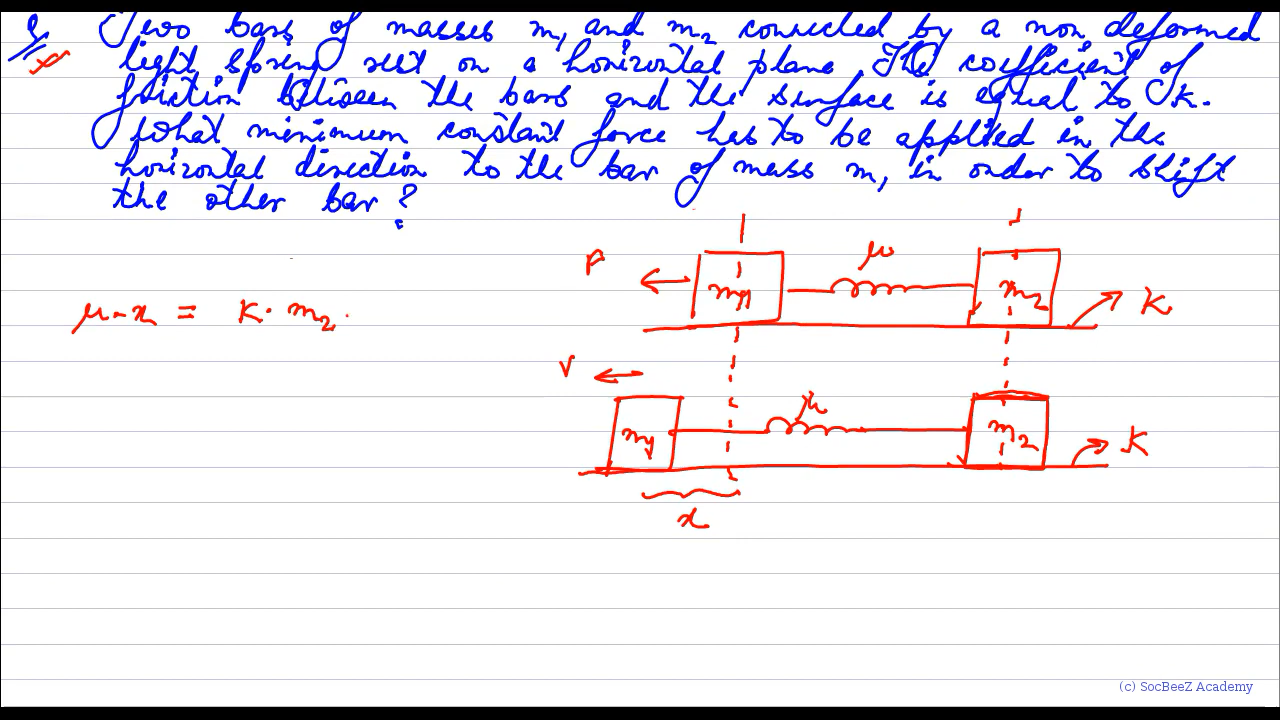 Q Two bars of masses m₁ and m₂ connected by a non deformed
light spring rest on a horizontal plane. The coefficient of
friction between the bars and the surface is equal to K.
What minimum constant force has to be applied in the
horizontal direction to the bar of mass m₁ in order to shift
the other bar?
F m₁ μ m₂ K
μ·x = K·m₂
V m₁ μ m₂ K
x
(c) SocBeeZ Academy